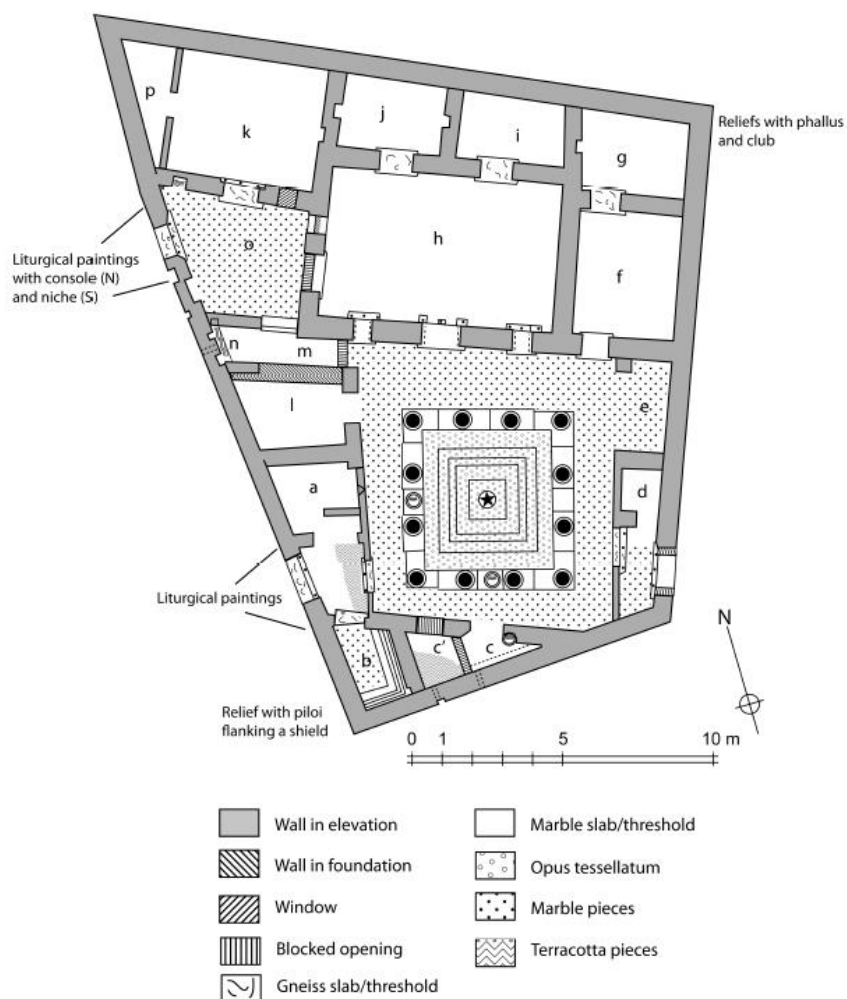 p
k
j
i
g
Reliefs with phallus
and club
o
h
f
Liturgical paintings
with console (N)
and niche (S)
n
m
l
e
a
d
Liturgical paintings
b
c'
c
N
Relief with piloi
flanking a shield
0 1 5 10 m
Wall in elevation
Wall in foundation
Window
Blocked opening
Gneiss slab/threshold
Marble slab/threshold
Opus tessellatum
Marble pieces
Terracotta pieces